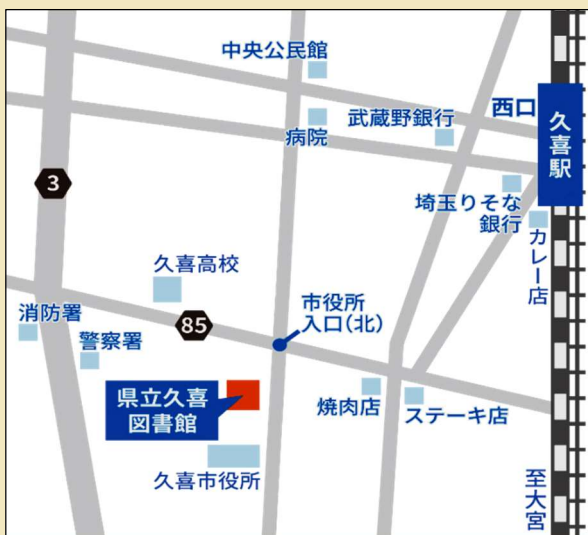 中央公民館
西口
久喜駅
病院
武蔵野銀行
3
埼玉りそな
銀行
カレー店
久喜高校
市役所
入口(北)
消防署
85
警察署
県立久喜
図書館
焼肉店
ステーキ店
久喜市役所
至大宮